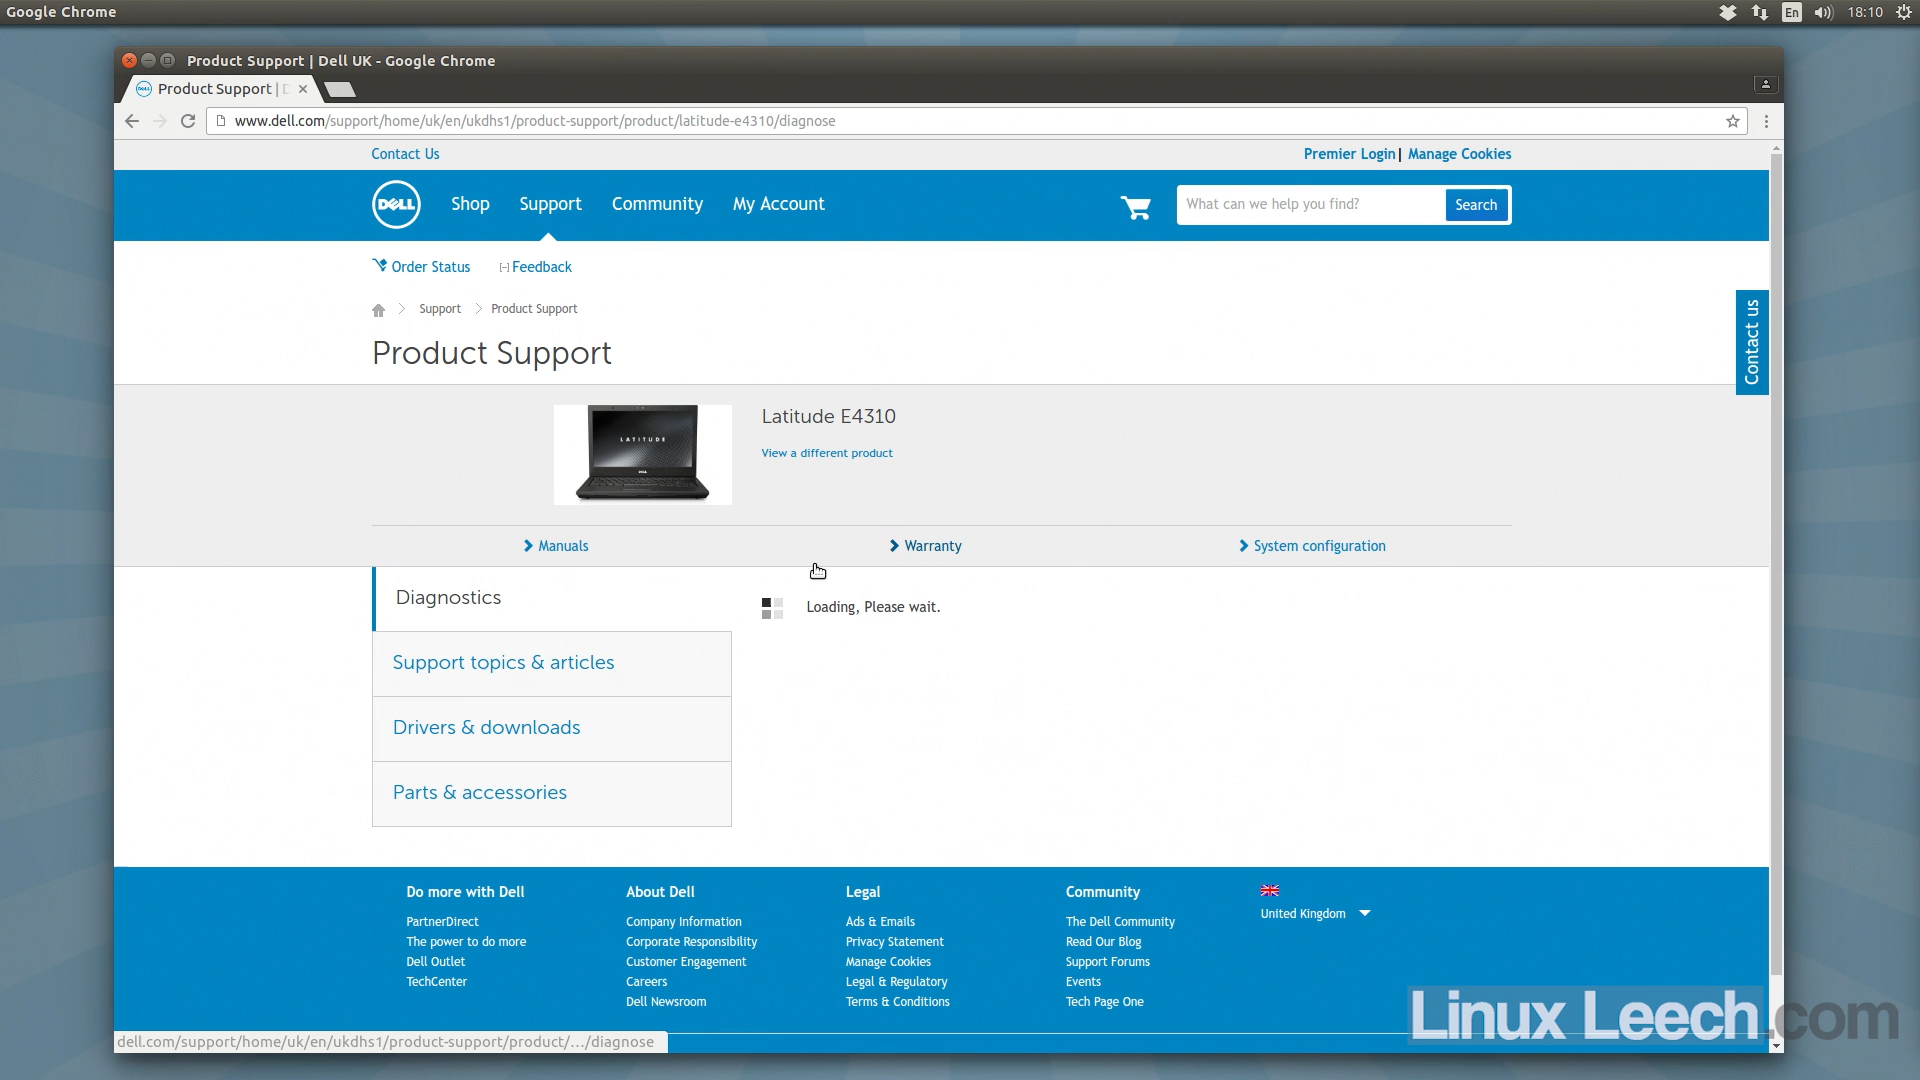 Google Chrome
En
18:10
Product Support | Dell UK - Google Chrome
Product Support | D
www.dell.com/support/home/uk/en/ukdhs1/product-support/product/latitude-e4310/diagnose
Contact Us
Premier Login | Manage Cookies
DELL
Shop
Support
Community
My Account
What can we help you find?
Search
Order Status
[-] Feedback
Support
Product Support
Contact us
Product Support
LATITUDE
DELL
Latitude E4310
View a different product
Manuals
Warranty
System configuration
Diagnostics
Loading, Please wait.
Support topics & articles
Drivers & downloads
Parts & accessories
Do more with Dell
PartnerDirect
The power to do more
Dell Outlet
TechCenter
About Dell
Company Information
Corporate Responsibility
Customer Engagement
Careers
Dell Newsroom
Legal
Ads & Emails
Privacy Statement
Manage Cookies
Legal & Regulatory
Terms & Conditions
Community
The Dell Community
Read Our Blog
Support Forums
Events
Tech Page One
United Kingdom
Linux Leech.com
dell.com/support/home/uk/en/ukdhs1/product-support/product/.../diagnose